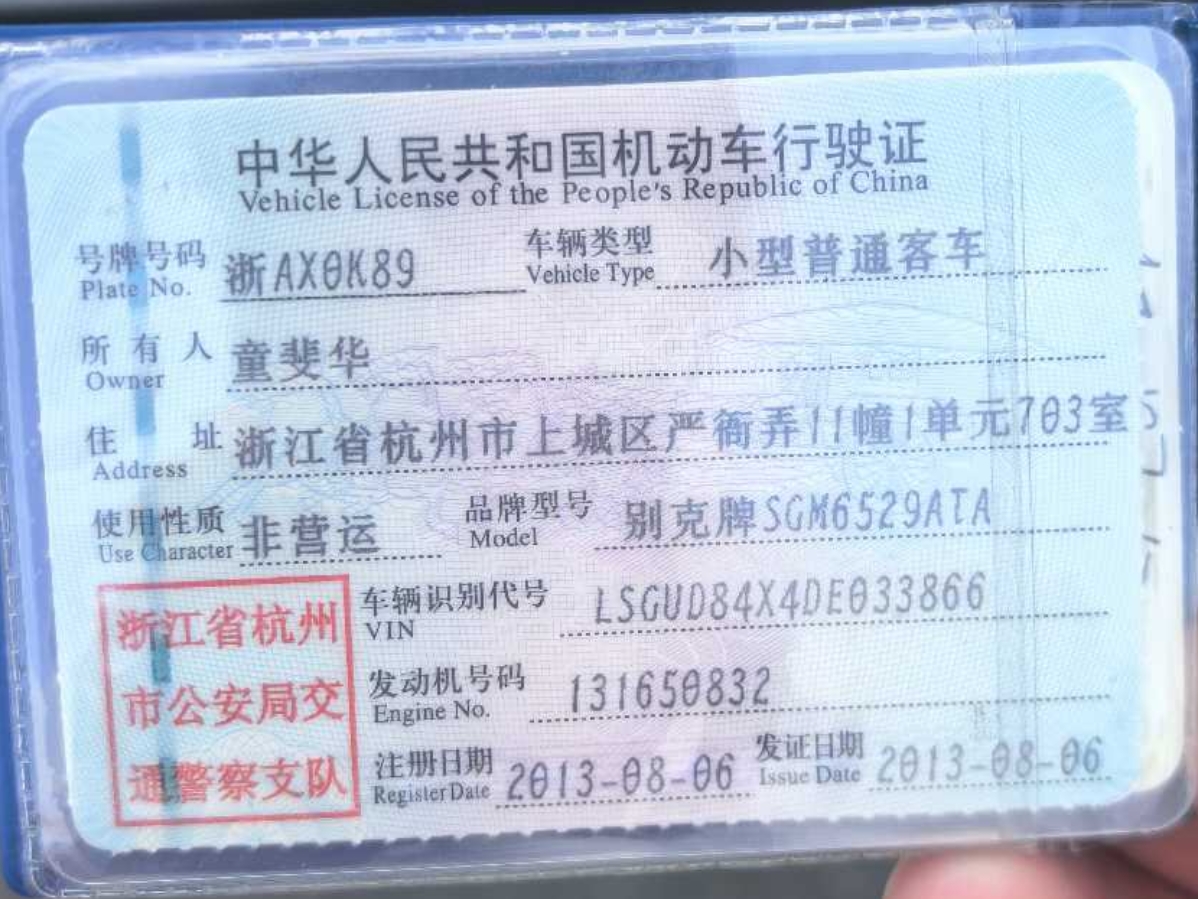 中华人民共和国机动车行驶证
Vehicle License of the People's Republic of China
号牌号码 浙AX0K89 车辆类型 小型普通客车
Plate No. Vehicle Type
所有人 童斐华
Owner
住址 浙江省杭州市上城区严衙弄11幢1单元703室
Address
使用性质 非营运 品牌型号 别克牌SGM6529ATA
Use Character Model
浙江省杭州
市公安局交
通警察支队
车辆识别代号 LSGUD84X4DE033866
VIN
发动机号码 131650832
Engine No.
注册日期 2013-08-06 发证日期 2013-08-06
Register Date Issue Date